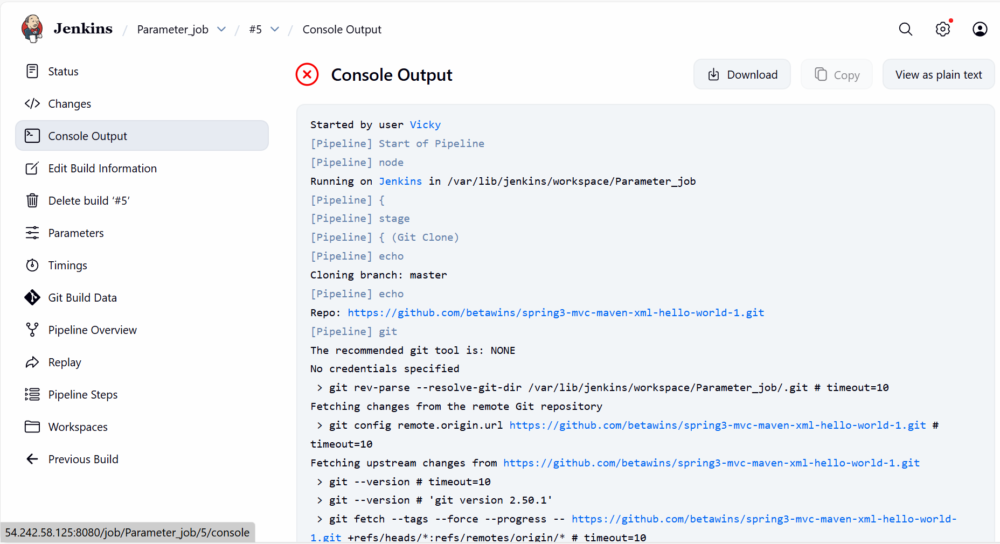 Jenkins / Parameter_job / #5 / Console Output
Status
Changes
Console Output
Edit Build Information
Delete build ‘#5’
Parameters
Timings
Git Build Data
Pipeline Overview
Replay
Pipeline Steps
Workspaces
Previous Build
Console Output
Download
Copy
View as plain text
Started by user Vicky
[Pipeline] Start of Pipeline
[Pipeline] node
Running on Jenkins in /var/lib/jenkins/workspace/Parameter_job
[Pipeline] {
[Pipeline] stage
[Pipeline] { (Git Clone)
[Pipeline] echo
Cloning branch: master
[Pipeline] echo
Repo: https://github.com/betawins/spring3-mvc-maven-xml-hello-world-1.git
[Pipeline] git
The recommended git tool is: NONE
No credentials specified
 > git rev-parse --resolve-git-dir /var/lib/jenkins/workspace/Parameter_job/.git # timeout=10
Fetching changes from the remote Git repository
 > git config remote.origin.url https://github.com/betawins/spring3-mvc-maven-xml-hello-world-1.git #
timeout=10
Fetching upstream changes from https://github.com/betawins/spring3-mvc-maven-xml-hello-world-1.git
 > git --version # timeout=10
 > git --version # 'git version 2.50.1'
 > git fetch --tags --force --progress -- https://github.com/betawins/spring3-mvc-maven-xml-hello-world-
1.git +refs/heads/*:refs/remotes/origin/* # timeout=10
54.242.58.125:8080/job/Parameter_job/5/console